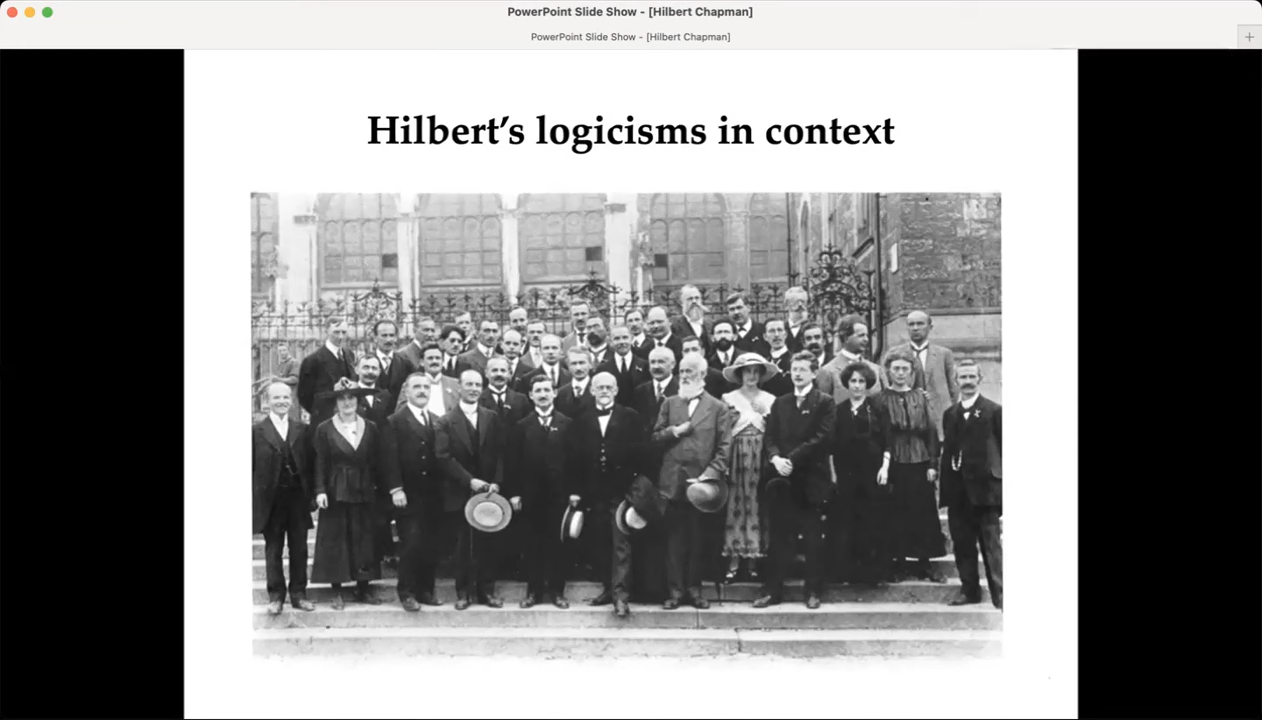 PowerPoint Slide Show - [Hilbert Chapman]
PowerPoint Slide Show - [Hilbert Chapman]
Hilbert’s logicisms in context